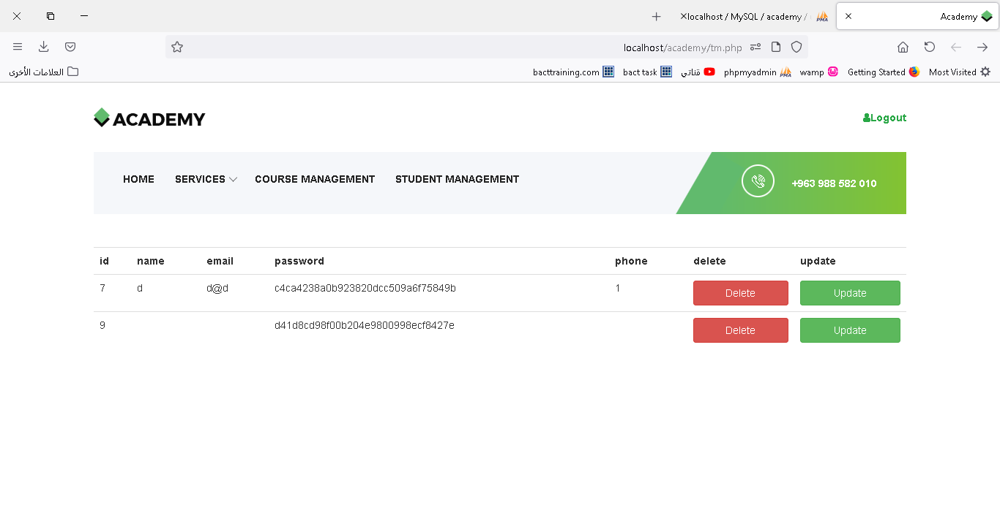 localhost / MySQL / academy /
Academy
localhost/academy/tm.php
العلامات الأخرى
bacttraining.com
bact task
قناتي
phpmyadmin
wamp
Getting Started
Most Visited
ACADEMY
Logout
HOME SERVICES COURSE MANAGEMENT STUDENT MANAGEMENT
+963 988 582 010
id name email password phone delete update
7 d d@d c4ca4238a0b923820dcc509a6f75849b 1 Delete Update
9 d41d8cd98f00b204e9800998ecf8427e Delete Update